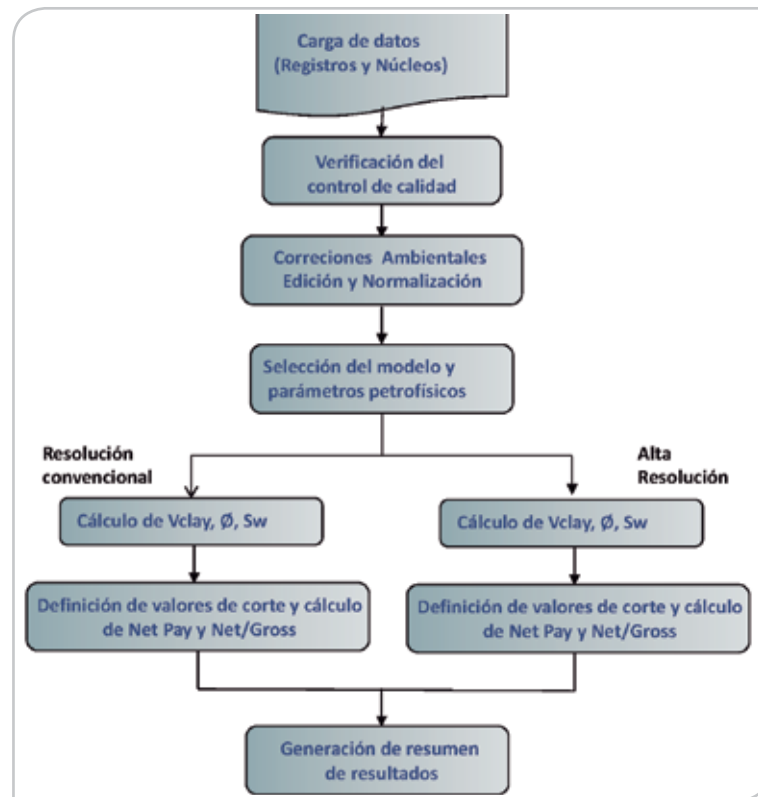 Carga de datos
(Registros y Núcleos)
Verificación del
control de calidad
Correciones Ambientales
Edición y Normalización
Selección del modelo y
parámetros petrofísicos
Resolución
convencional
Alta
Resolución
Cálculo de Vclay, Ø, Sw
Cálculo de Vclay, Ø, Sw
Definición de valores de corte y cálculo
de Net Pay y Net/Gross
Definición de valores de corte y cálculo
de Net Pay y Net/Gross
Generación de resumen
de resultados